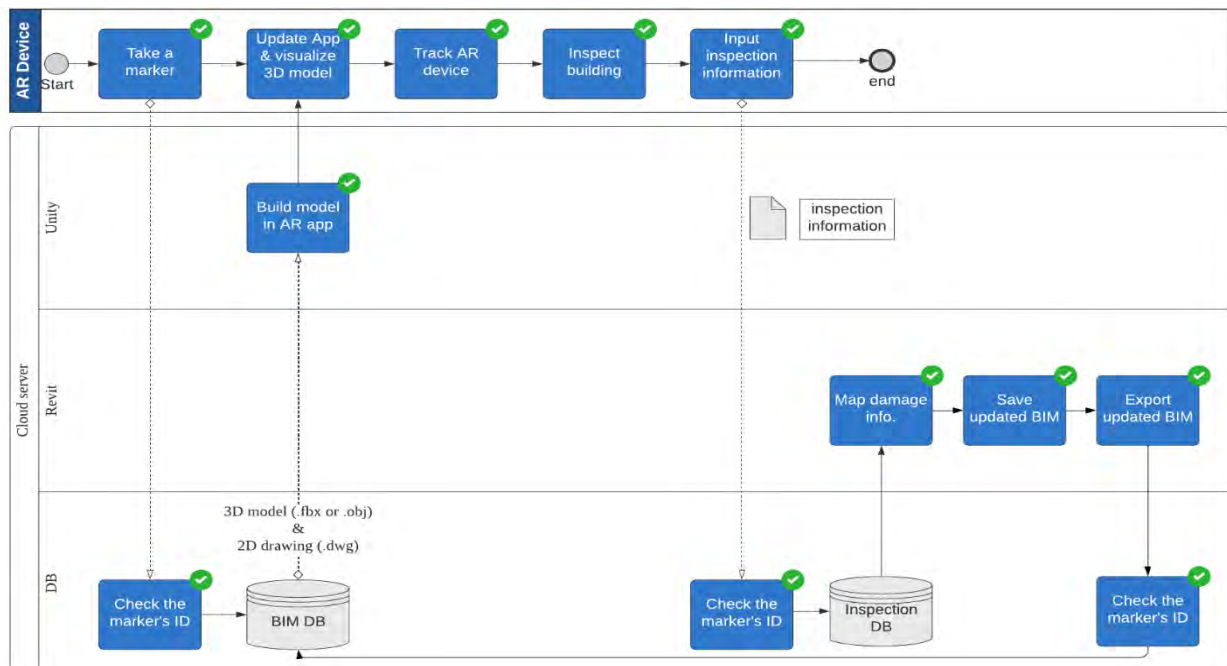 AR Device
Start
Take a
marker
Update App
& visualize
3D model
Track AR
device
Inspect
building
Input
inspection
information
end
Cloud server
Unity
Build model
in AR app
inspection
information
Revit
Map damage
info.
Save
updated BIM
Export
updated BIM
DB
3D model (.fbx or .obj)
&
2D drawing (.dwg)
Check the
marker's ID
BIM DB
Check the
marker's ID
Inspection
DB
Check the
marker's ID